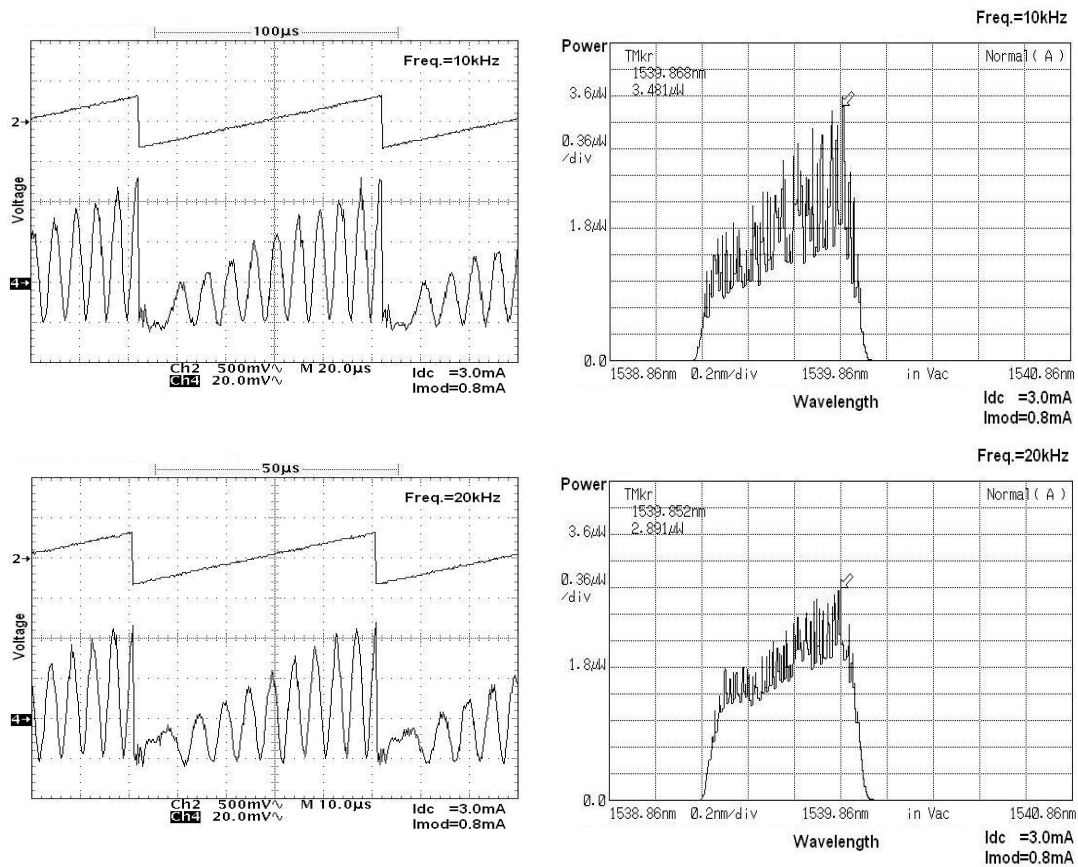 Freq.=10kHz
100µs
Freq.=10kHz
2
Voltage
4
Ch2 500mV∿ M 20.0µs
Ch4 20.0mV∿
Idc =3.0mA
Imod=0.8mA
Power
TMkr
1539.868nm
3.481µW
Normal(A)
3.6µW
0.36µW
/div
1.8µW
0.0
1538.86nm 0.2nm/div 1539.86nm in Vac 1540.86nm
Wavelength
Idc =3.0mA
Imod=0.8mA
50µs
Freq.=20kHz
2
Voltage
4
Ch2 500mV∿ M 10.0µs
Ch4 20.0mV∿
Idc =3.0mA
Imod=0.8mA
Freq.=20kHz
Power
TMkr
1539.852nm
2.891µW
Normal(A)
3.6µW
0.36µW
/div
1.8µW
0.0
1538.86nm 0.2nm/div 1539.86nm in Vac 1540.86nm
Wavelength
Idc =3.0mA
Imod=0.8mA